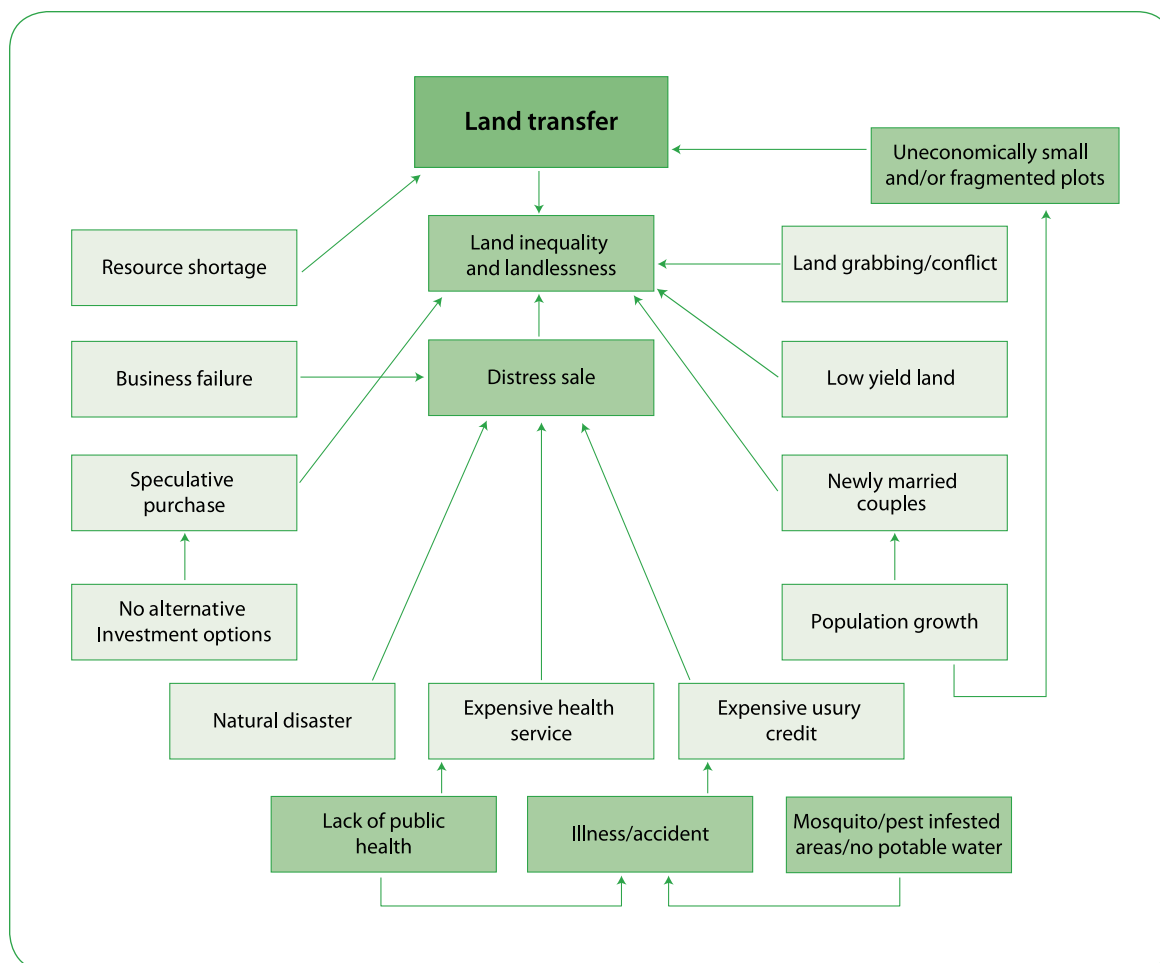 Land transfer
Uneconomically small
and/or fragmented plots
Resource shortage
Land inequality
and landlessness
Land grabbing/conflict
Business failure
Distress sale
Low yield land
Speculative
purchase
Newly married
couples
No alternative
Investment options
Population growth
Natural disaster
Expensive health
service
Expensive usury
credit
Lack of public
health
Illness/accident
Mosquito/pest infested
areas/no potable water